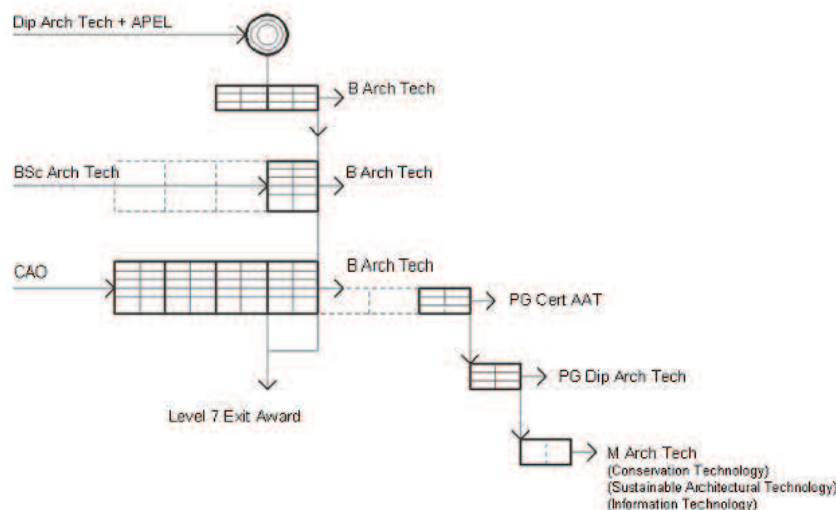 Dip Arch Tech + APEL
B Arch Tech
BSc Arch Tech
B Arch Tech
CAO
B Arch Tech
PG Cert AAT
PG Dip Arch Tech
Level 7 Exit Award
M Arch Tech
(Conservation Technology)
(Sustainable Architectural Technology)
(Information Technology)